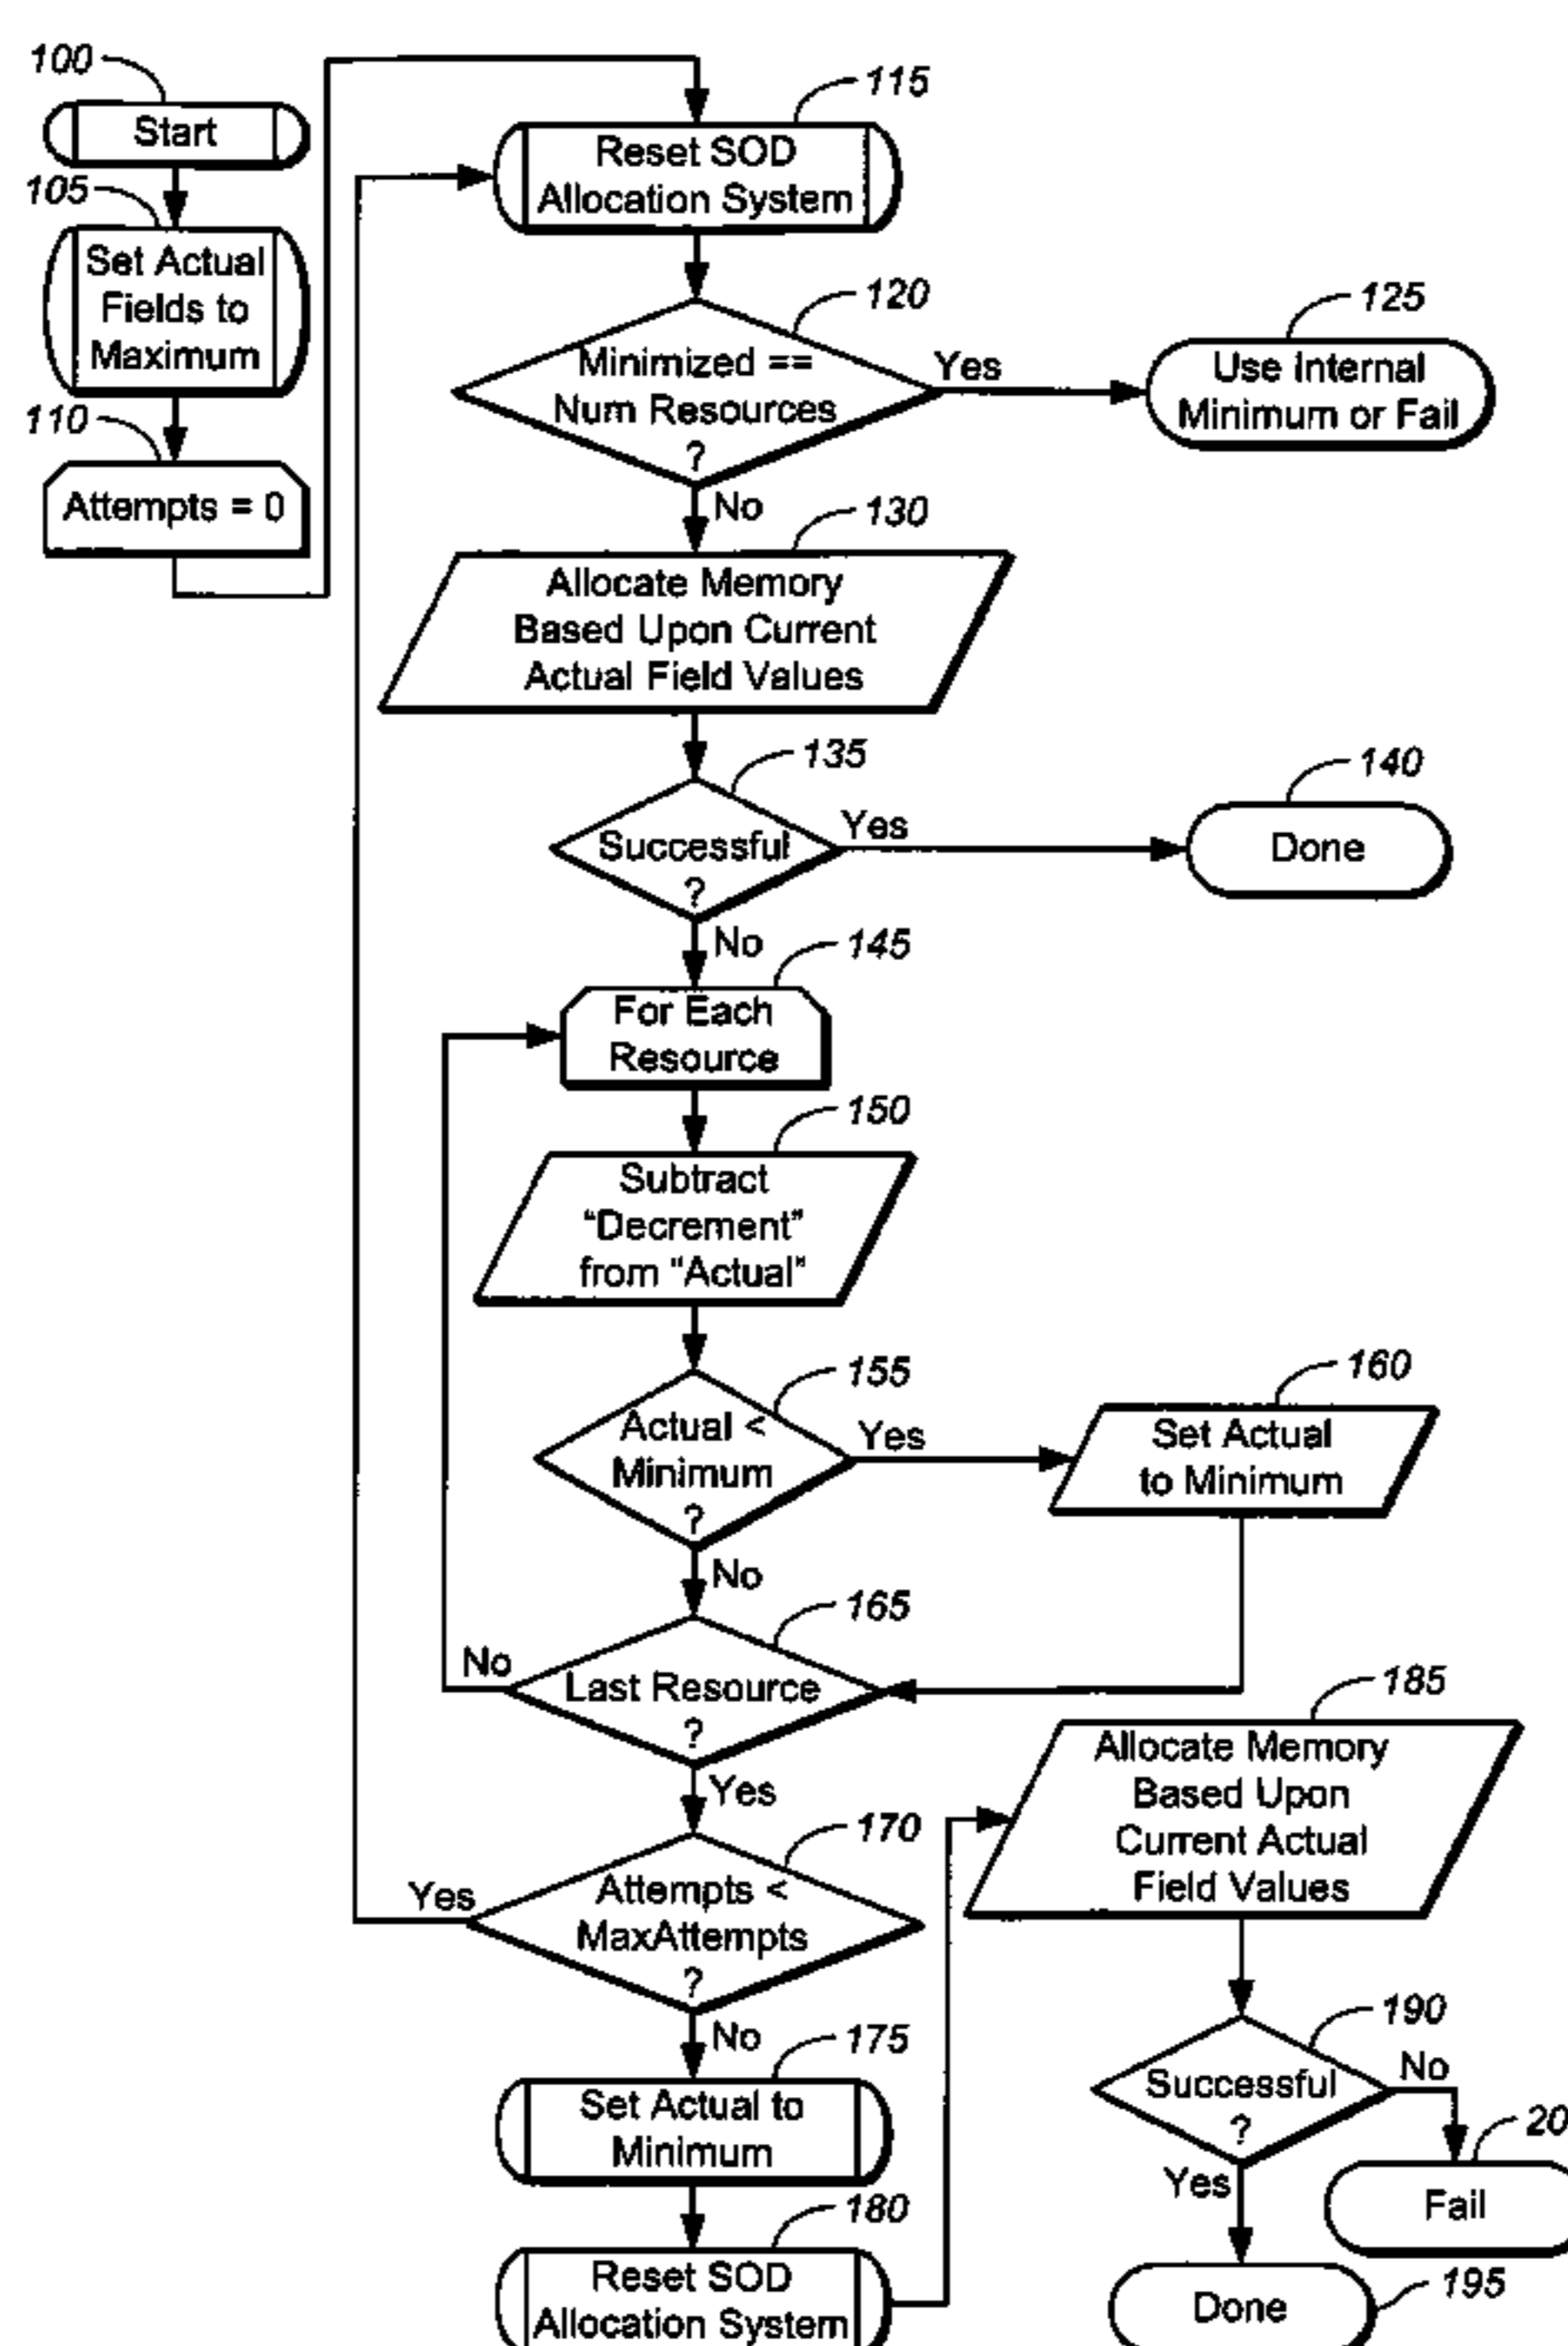 100
Start
105
Set Actual
Fields to
Maximum
110
Attempts = 0
115
Reset SOD
Allocation System
120
Minimized ==
Num Resources
?
Yes
125
Use Internal
Minimum or Fail
No
130
Allocate Memory
Based Upon Current
Actual Field Values
135
Successful
?
Yes
140
Done
No
145
For Each
Resource
150
Subtract
“Decrement”
from “Actual”
155
Actual <
Minimum
?
Yes
160
Set Actual
to Minimum
No
165
Last Resource
?
No
Yes
170
Attempts <
MaxAttempts
?
Yes
No
175
Set Actual to
Minimum
180
Reset SOD
Allocation System
185
Allocate Memory
Based Upon
Current Actual
Field Values
190
Successful
?
No
20
Fail
Yes
195
Done